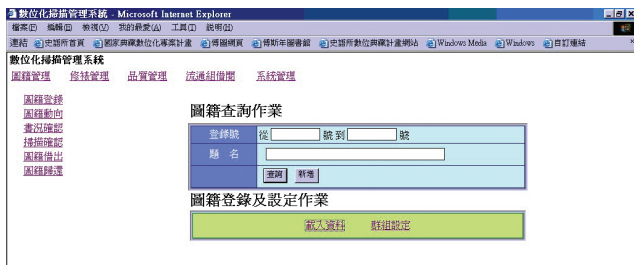 數位化掃描管理系統 - Microsoft Internet Explorer
檔案(F) 編輯(E) 檢視(V) 我的最愛(A) 工具(T) 說明(H)
連結 史語所首頁 國家典藏數位化專案計畫 傅圖網頁 傅斯年圖書館 史語所數位典藏計畫網站 Windows Media Windows 自訂連結
數位化掃描管理系統
圖籍管理 修裱管理 品質管理 流通組借閱 系統管理
圖籍登錄
圖籍動向
書況確認
掃描確認
圖籍借出
圖籍歸還
圖籍查詢作業
登錄號 從 號 到 號
題 名
查詢 新增
圖籍登錄及設定作業
載入資料 群組設定